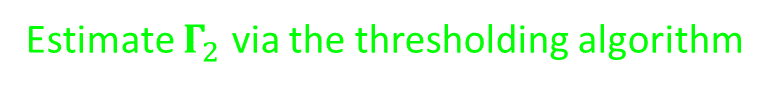 Estimate 𝚪₂ via the thresholding algorithm